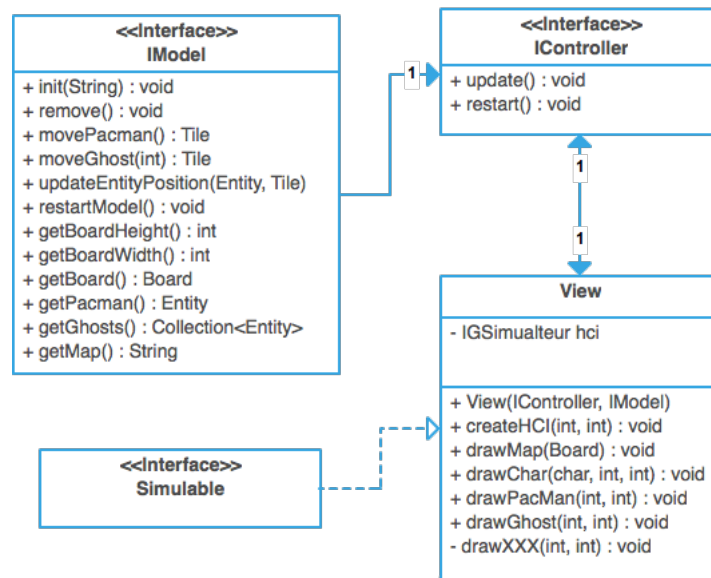 <<Interface>>
IModel
+ init(String) : void
+ remove() : void
+ movePacman() : Tile
+ moveGhost(int) : Tile
+ updateEntityPosition(Entity, Tile)
+ restartModel() : void
+ getBoardHeight() : int
+ getBoardWidth() : int
+ getBoard() : Board
+ getPacman() : Entity
+ getGhosts() : Collection<Entity>
+ getMap() : String
1
<<Interface>>
IController
+ update() : void
+ restart() : void
1
1
View
- IGSimualteur hci
+ View(IController, IModel)
+ createHCI(int, int) : void
+ drawMap(Board) : void
+ drawChar(char, int, int) : void
+ drawPacMan(int, int) : void
+ drawGhost(int, int) : void
- drawXXX(int, int) : void
<<Interface>>
Simulable